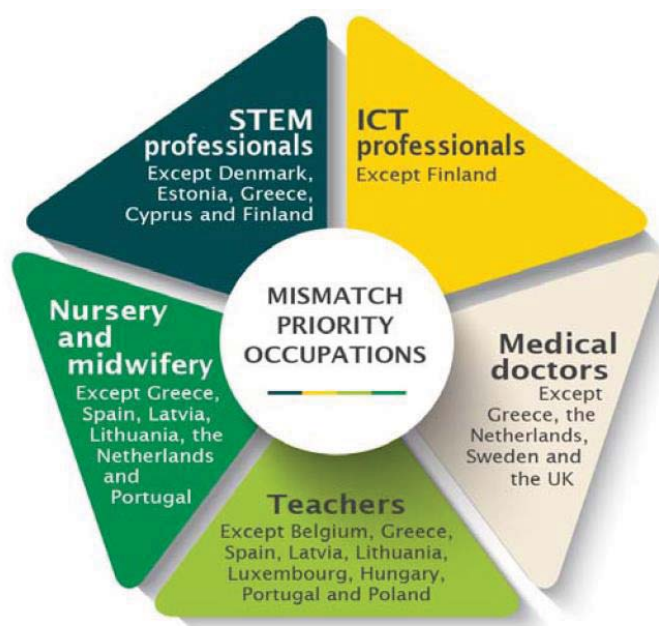 STEM
professionals
Except Denmark,
Estonia, Greece,
Cyprus and Finland
ICT
professionals
Except Finland
MISMATCH
PRIORITY
OCCUPATIONS
Nursery
and
midwifery
Except Greece,
Spain, Latvia,
Lithuania, the
Netherlands
and
Portugal
Medical
doctors
Except
Greece, the
Netherlands,
Sweden and
the UK
Teachers
Except Belgium, Greece,
Spain, Latvia, Lithuania,
Luxembourg, Hungary,
Portugal and Poland